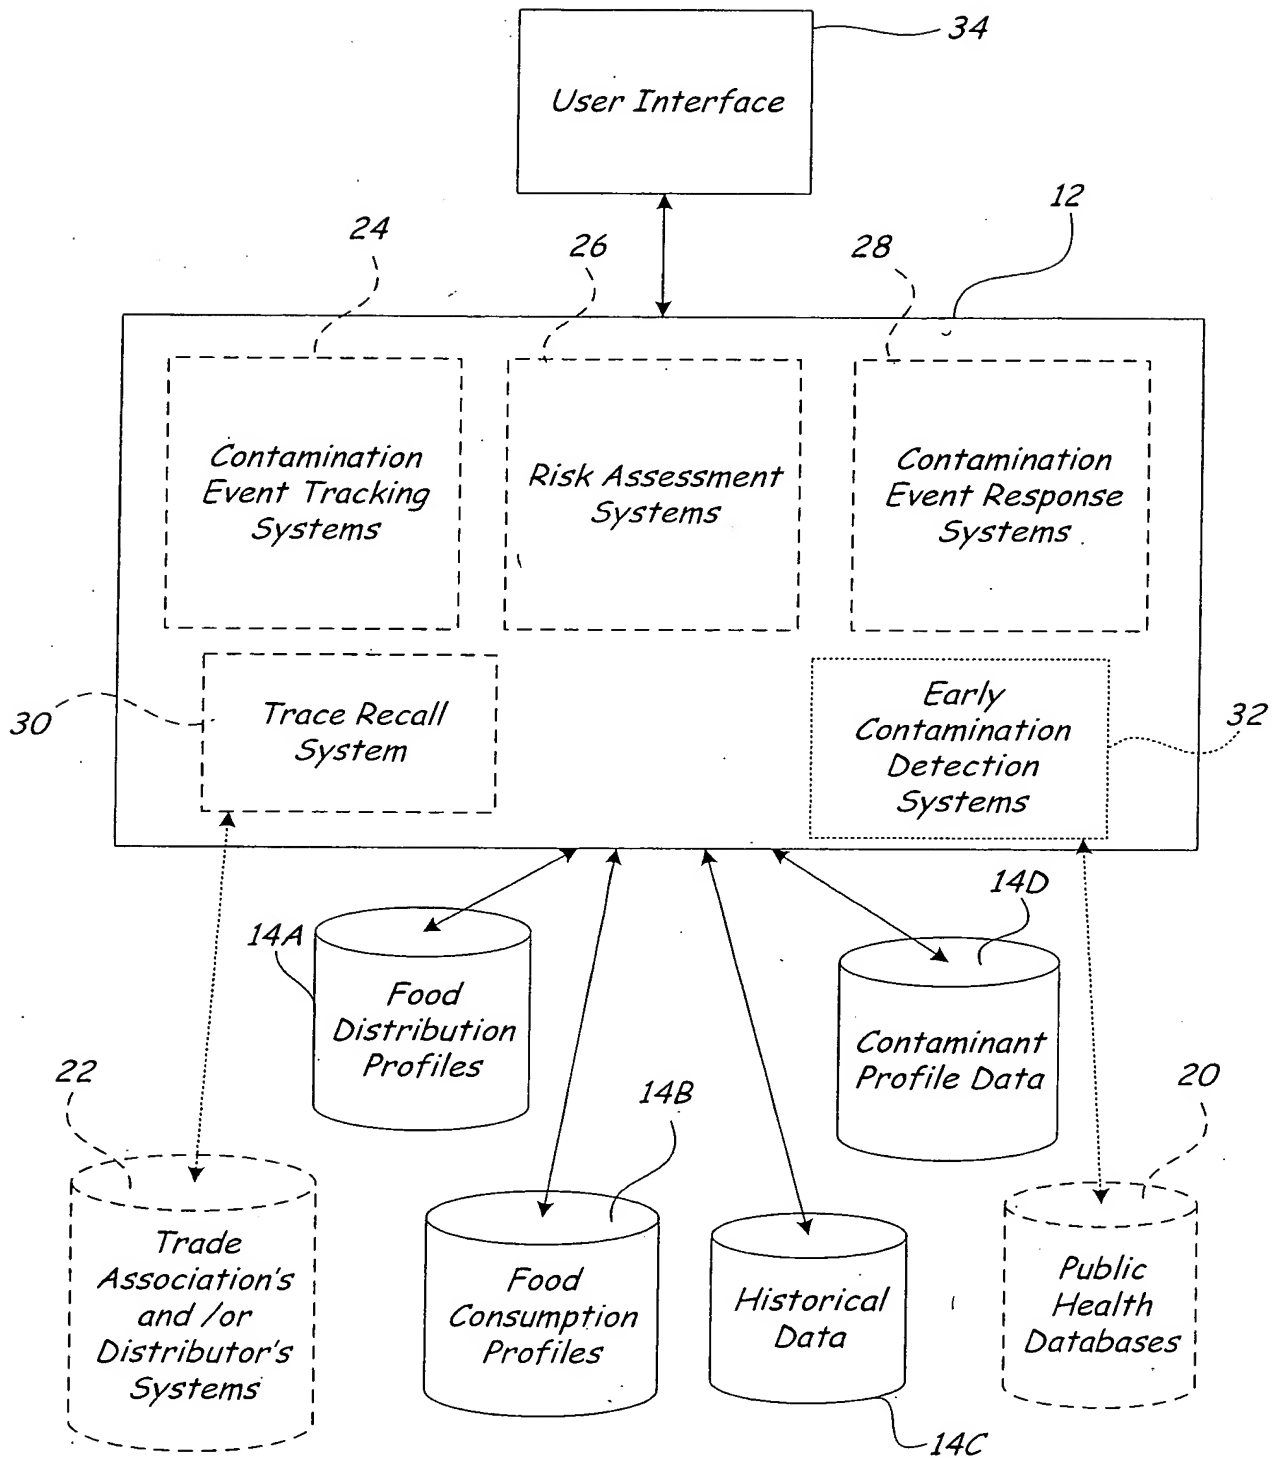 34
User Interface
12
24
26
28
Contamination
Event Tracking
Systems
Risk Assessment
Systems
Contamination
Event Response
Systems
30
Trace Recall
System
Early
Contamination
Detection
Systems
32
14A
Food
Distribution
Profiles
14D
Contaminant
Profile Data
22
Trade
Association's
and /or
Distributor's
Systems
14B
Food
Consumption
Profiles
Historical
Data
14C
20
Public
Health
Databases